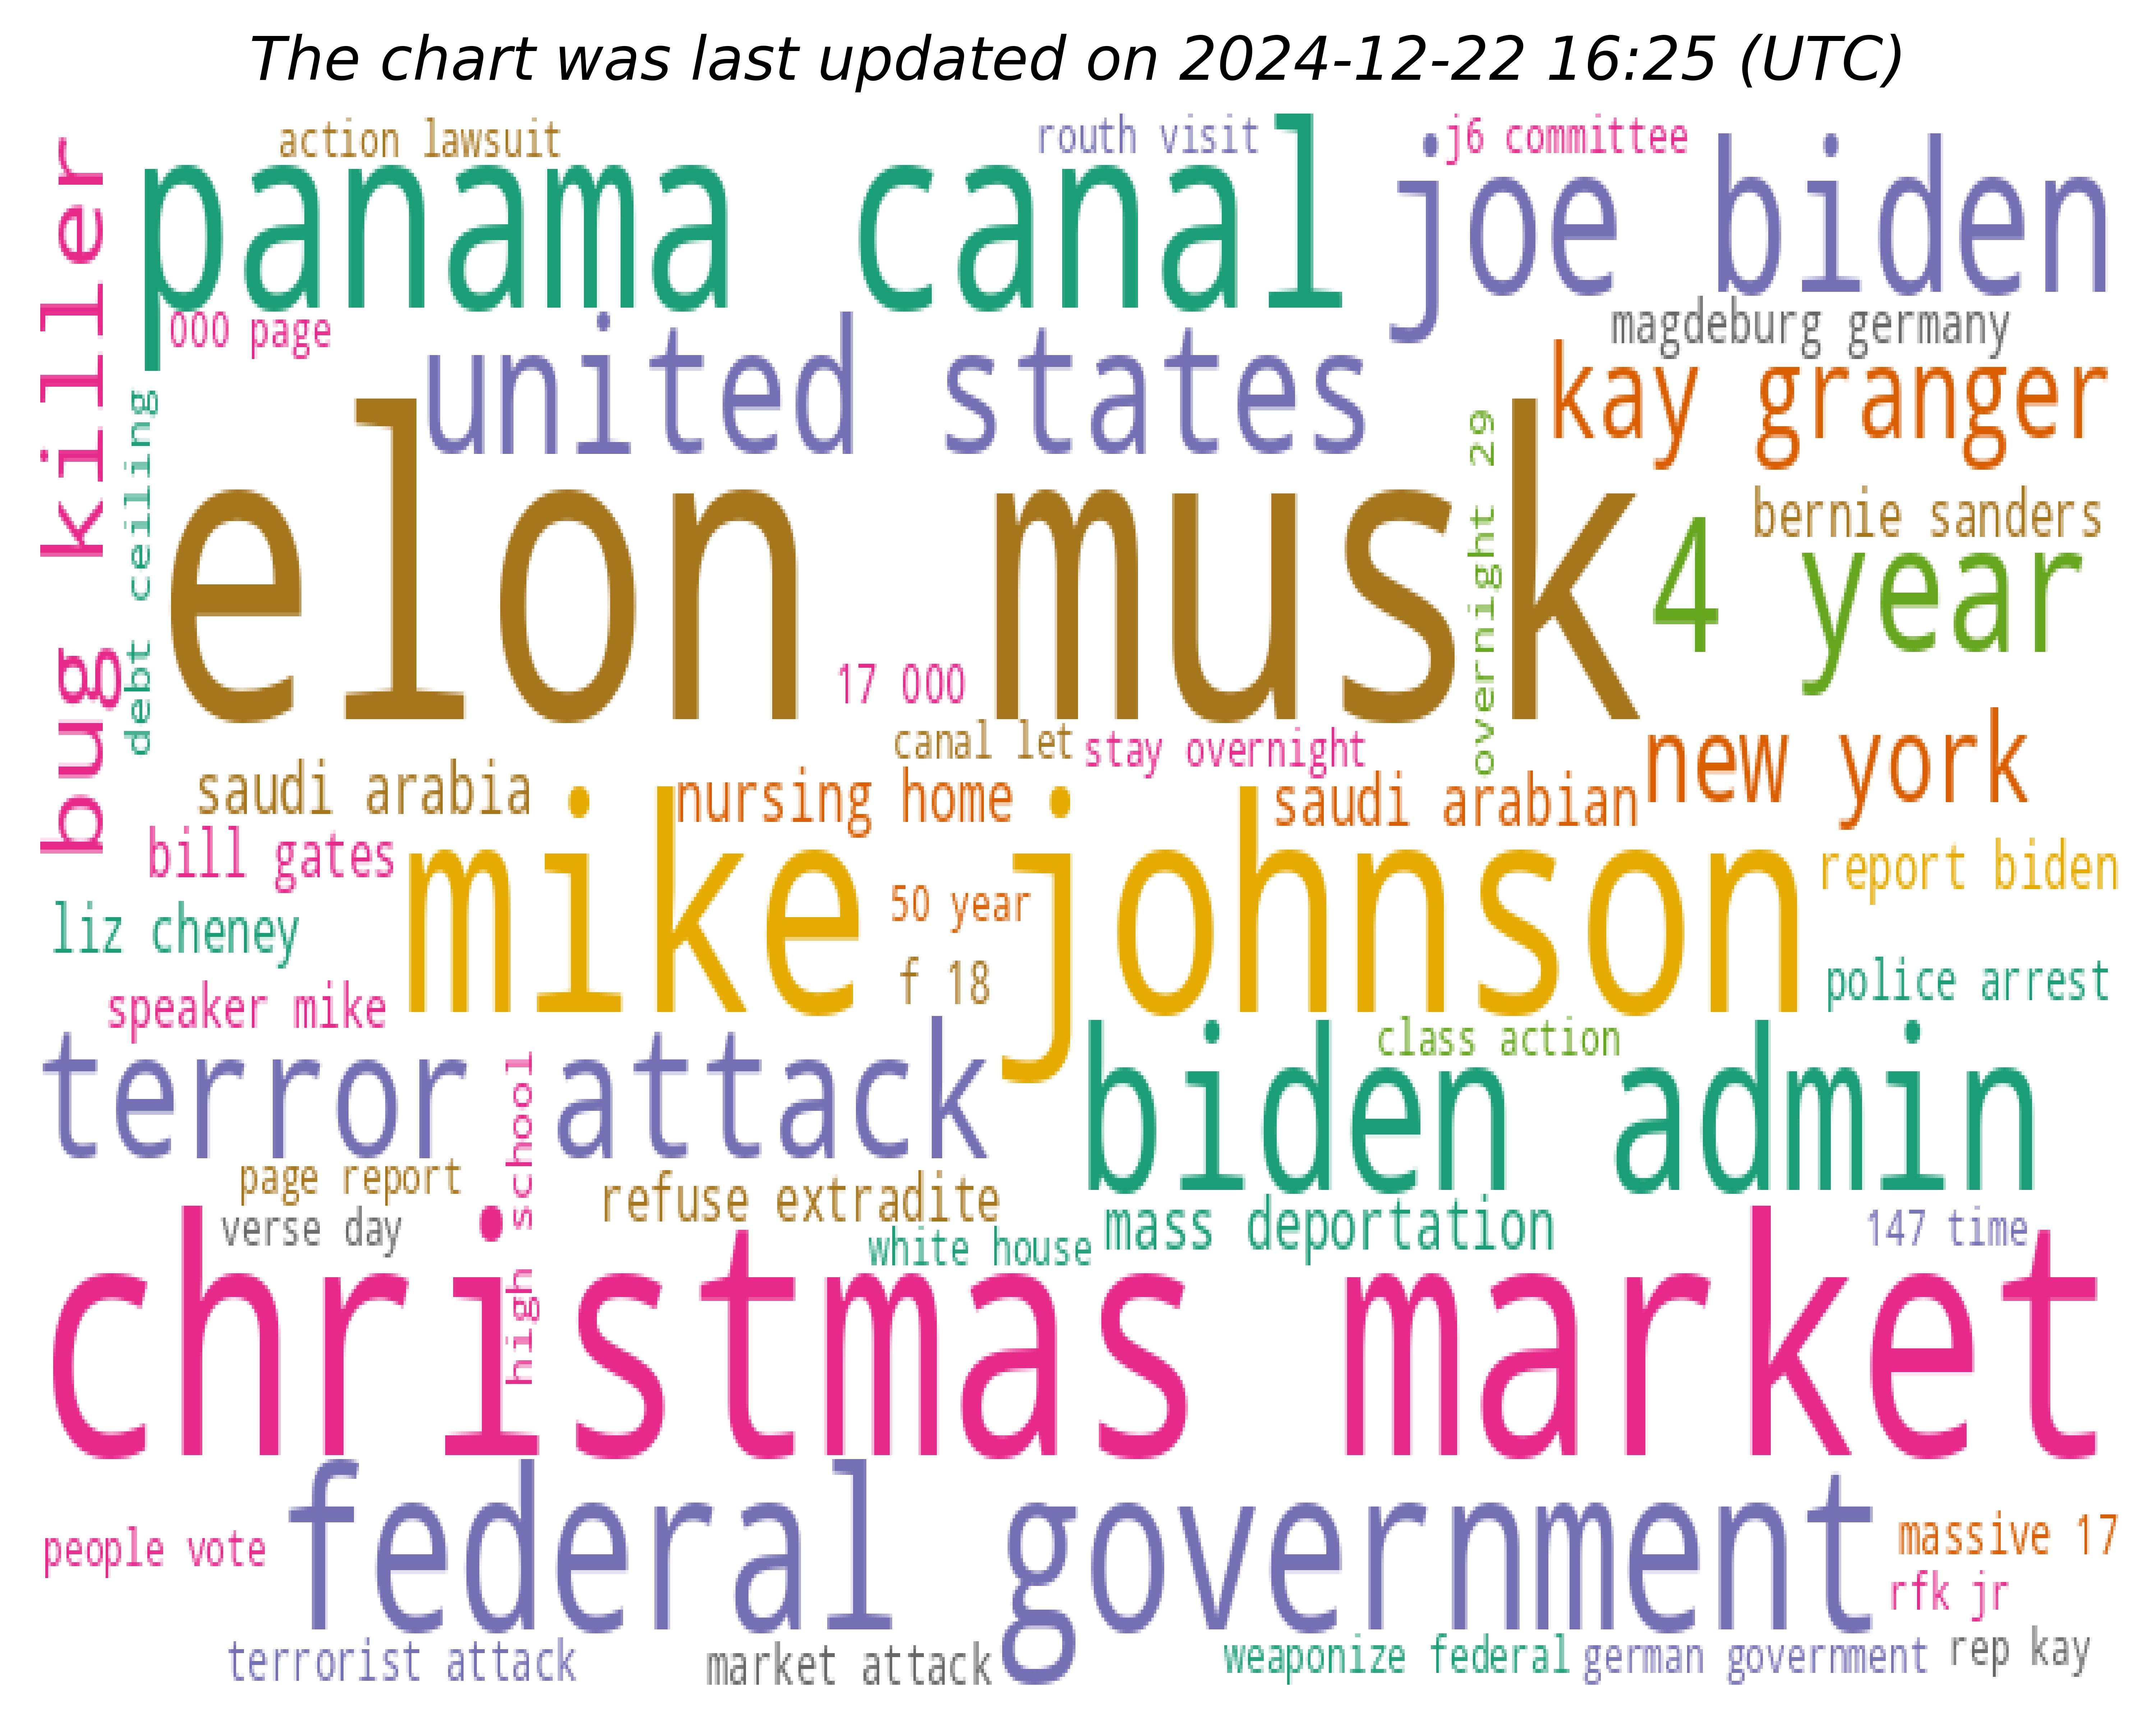 The chart was last updated on 2024-12-22 16:25 (UTC)
action lawsuit
routh visit
j6 committee
panama canal
joe biden
bug killer
000 page
magdeburg germany
united states
kay granger
debt ceiling
overnight 29
bernie sanders
elon musk
4 year
17 000
canal let
stay overnight
new york
saudi arabia
nursing home
saudi arabian
bill gates
mike johnson
report biden
50 year
liz cheney
f 18
police arrest
speaker mike
terror attack
class action
biden admin
high school
page report
refuse extradite
verse day
white house
mass deportation
147 time
christmas market
federal government
people vote
massive 17
rfk jr
terrorist attack
market attack
weaponize federal
german government
rep kay